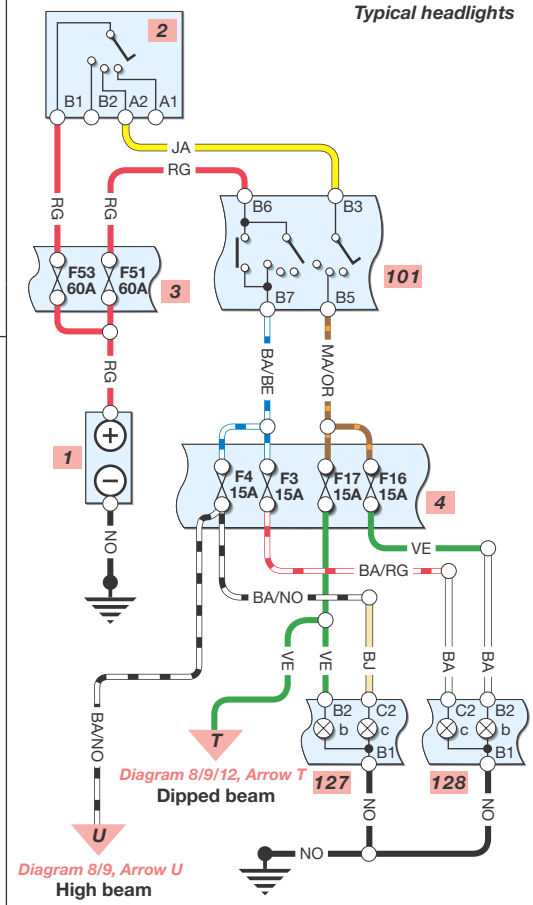 Typical headlights
2
B1 B2 A2 A1
JA
RG
B6 B3
RG RG
F53 60A
F51 60A
3
101
B7 B5
RG
BA/BE
MA/OR
1
+
−
F4 15A
F3 15A
F17 15A
F16 15A
4
NO
VE
BA/RG
BA/NO
VE VE BJ BA BA
BA/NO
B2 C2
b c
B1
C2 B2
c b
B1
T
Diagram 8/9/12, Arrow T
Dipped beam
127
128
NO NO
U
Diagram 8/9, Arrow U
High beam
NO